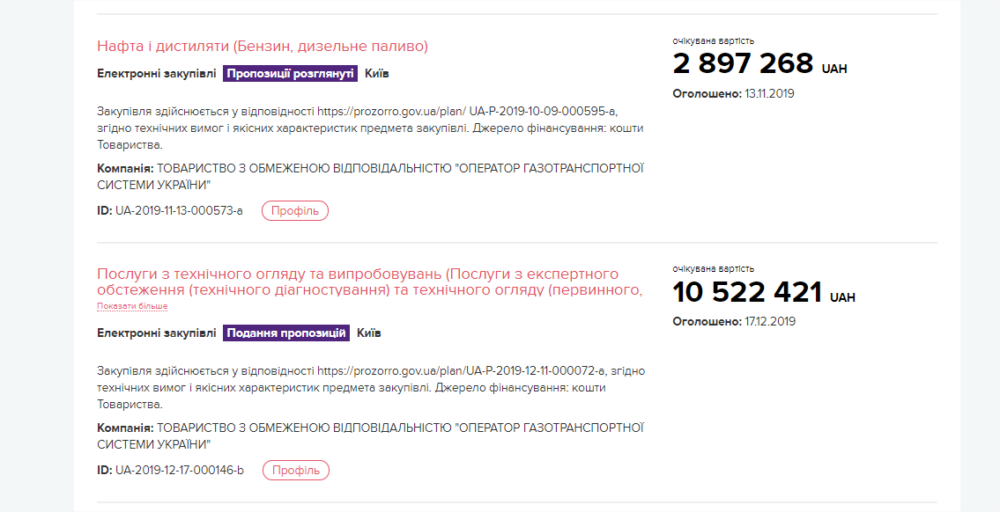 Нафта і дистиляти (Бензин, дизельне паливо)
Електронні закупівлі Пропозиції розглянуті Київ
Закупівля здійснюється у відповідності https://prozorro.gov.ua/plan/ UA-P-2019-10-09-000595-a,
згідно технічних вимог і якісних характеристик предмета закупівлі. Джерело фінансування: кошти
Товариства.
Компанія: ТОВАРИСТВО З ОБМЕЖЕНОЮ ВІДПОВІДАЛЬНІСТЮ "ОПЕРАТОР ГАЗОТРАНСПОРТНОЇ
СИСТЕМИ УКРАЇНИ"
ID: UA-2019-11-13-000573-a Профіль
очікувана вартість
2 897 268 UAH
Оголошено: 13.11.2019
Послуги з технічного огляду та випробовувань (Послуги з експертного
обстеження (технічного діагностування) та технічного огляду (первинного,
Показати більше
Електронні закупівлі Подання пропозицій Київ
Закупівля здійснюється у відповідності https://prozorro.gov.ua/plan/UA-P-2019-12-11-000072-a, згідно
технічних вимог і якісних характеристик предмета закупівлі. Джерело фінансування: кошти
Товариства.
Компанія: ТОВАРИСТВО З ОБМЕЖЕНОЮ ВІДПОВІДАЛЬНІСТЮ "ОПЕРАТОР ГАЗОТРАНСПОРТНОЇ
СИСТЕМИ УКРАЇНИ"
ID: UA-2019-12-17-000146-b Профіль
очікувана вартість
10 522 421 UAH
Оголошено: 17.12.2019